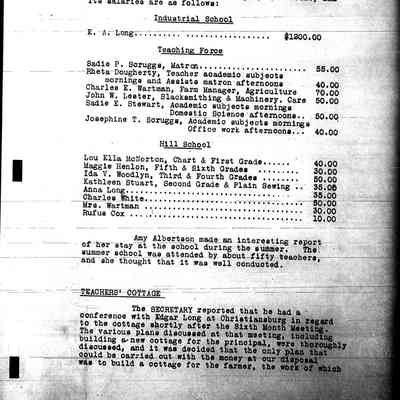 its salaries are as follows:
Industrial School
E. A. Long.......... ................... $1200.00
Teaching Force
Sadie P. Scruggs, Matron.................. 55.00
Rheta Dougherty, Teacher academic subjects
morning and Assists matron afternoons 40.00
Charles E. Wartman, Farm Manager, Agriculture 70.00
John W. Lester, Blacksmithing & Machinery. Care 50.00
Sadie E. Stewart, Academic subjects mornings
Domestic Science afternoons.. 50.00
Josephine T. Scruggs, Academic subjects mornings
Office work afternoons... 40.00
Hill School
Lou Ella McNorton, Chart & First Grade...... 40.00
Maggie Henlon, Fifth & Sixth Grades ........ 30.00
Ida V. Woodlyn, Third & Fourth Grades ...... 50.00
Kathleen Stuart, Second Grade & Plain Sewing .. 35.00
Anna Long................................ 35.00
Charles White............................ 50.00
Mrs. Wartman ............................ 30.00
Rufus Cox ............................... 10.00
Amy Albertson made an interesting report
of her stay at the school during the summer. The
summer school was attended by about fifty teachers,
and she thought that it was well conducted.
TEACHERS' COTTAGE
The SECRETARY reported that he had a
conference with Edgar Long at Christiansburg in regard
to the cottage shortly after the Sixth Month Meeting.
The various plans discussed at that meeting, including
building a new cottage for the principal, were thoroughly
discussed, and it was decided that the only plan that
could be carried out with the money at our disposal
was to build a cottage for the farmer, the work of which